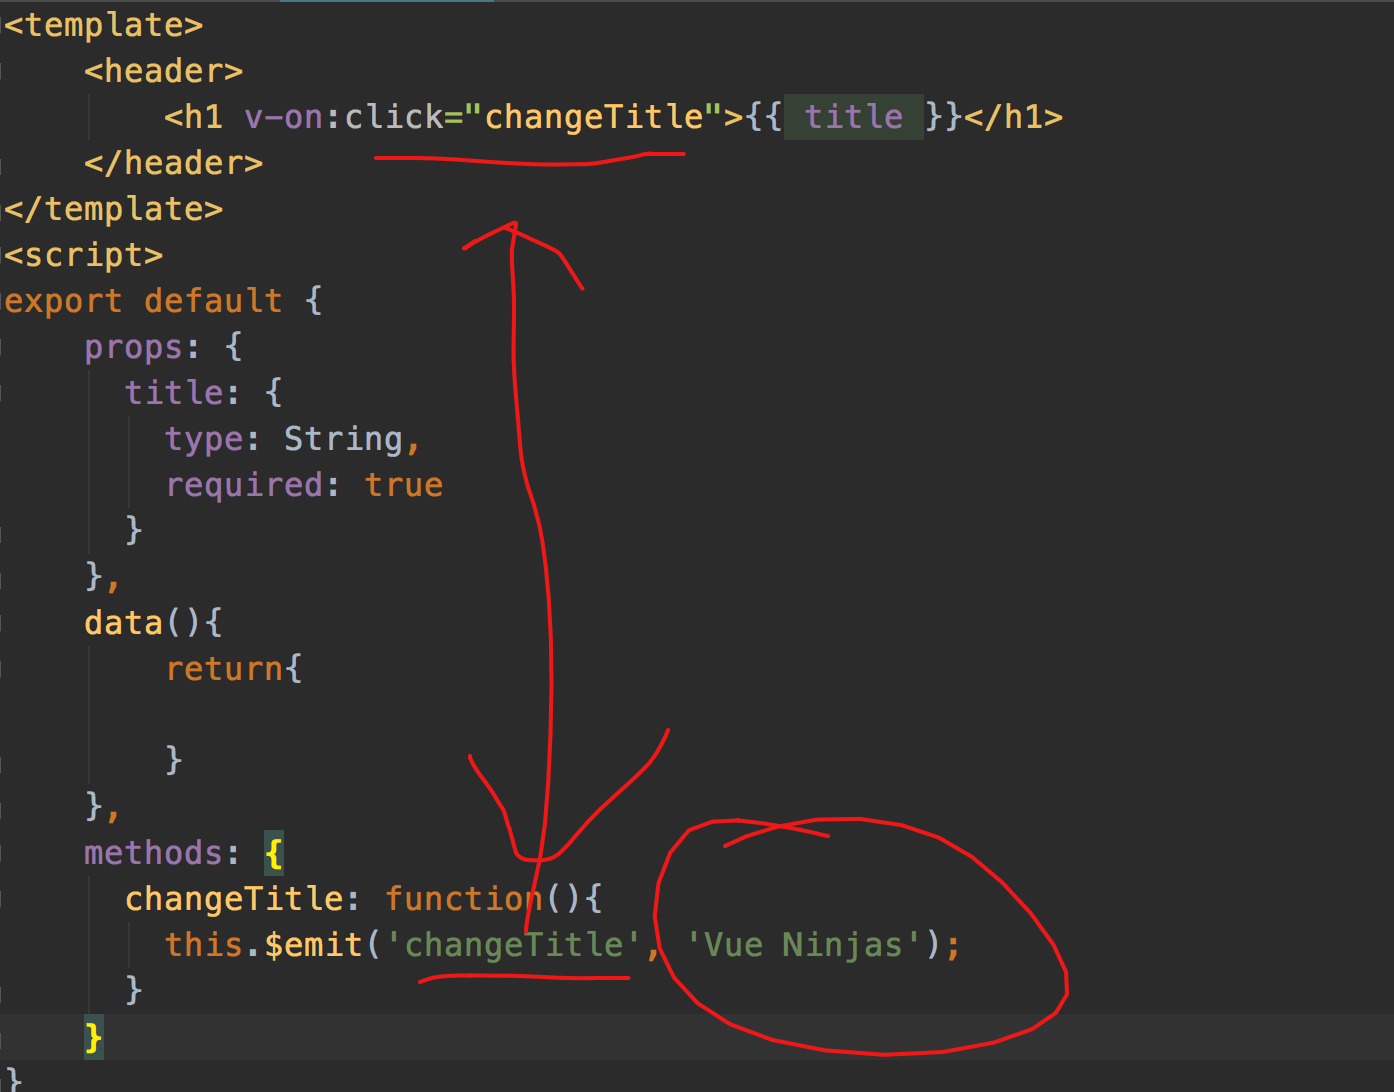 <template>
<header>
<h1 v-on:click="changeTitle">{{ title }}</h1>
</header>
</template>
<script>
export default {
props: {
title: {
type: String,
required: true
}
},
data(){
return{
}
},
methods: {
changeTitle: function(){
this.$emit('changeTitle', 'Vue Ninjas');
}
}
}